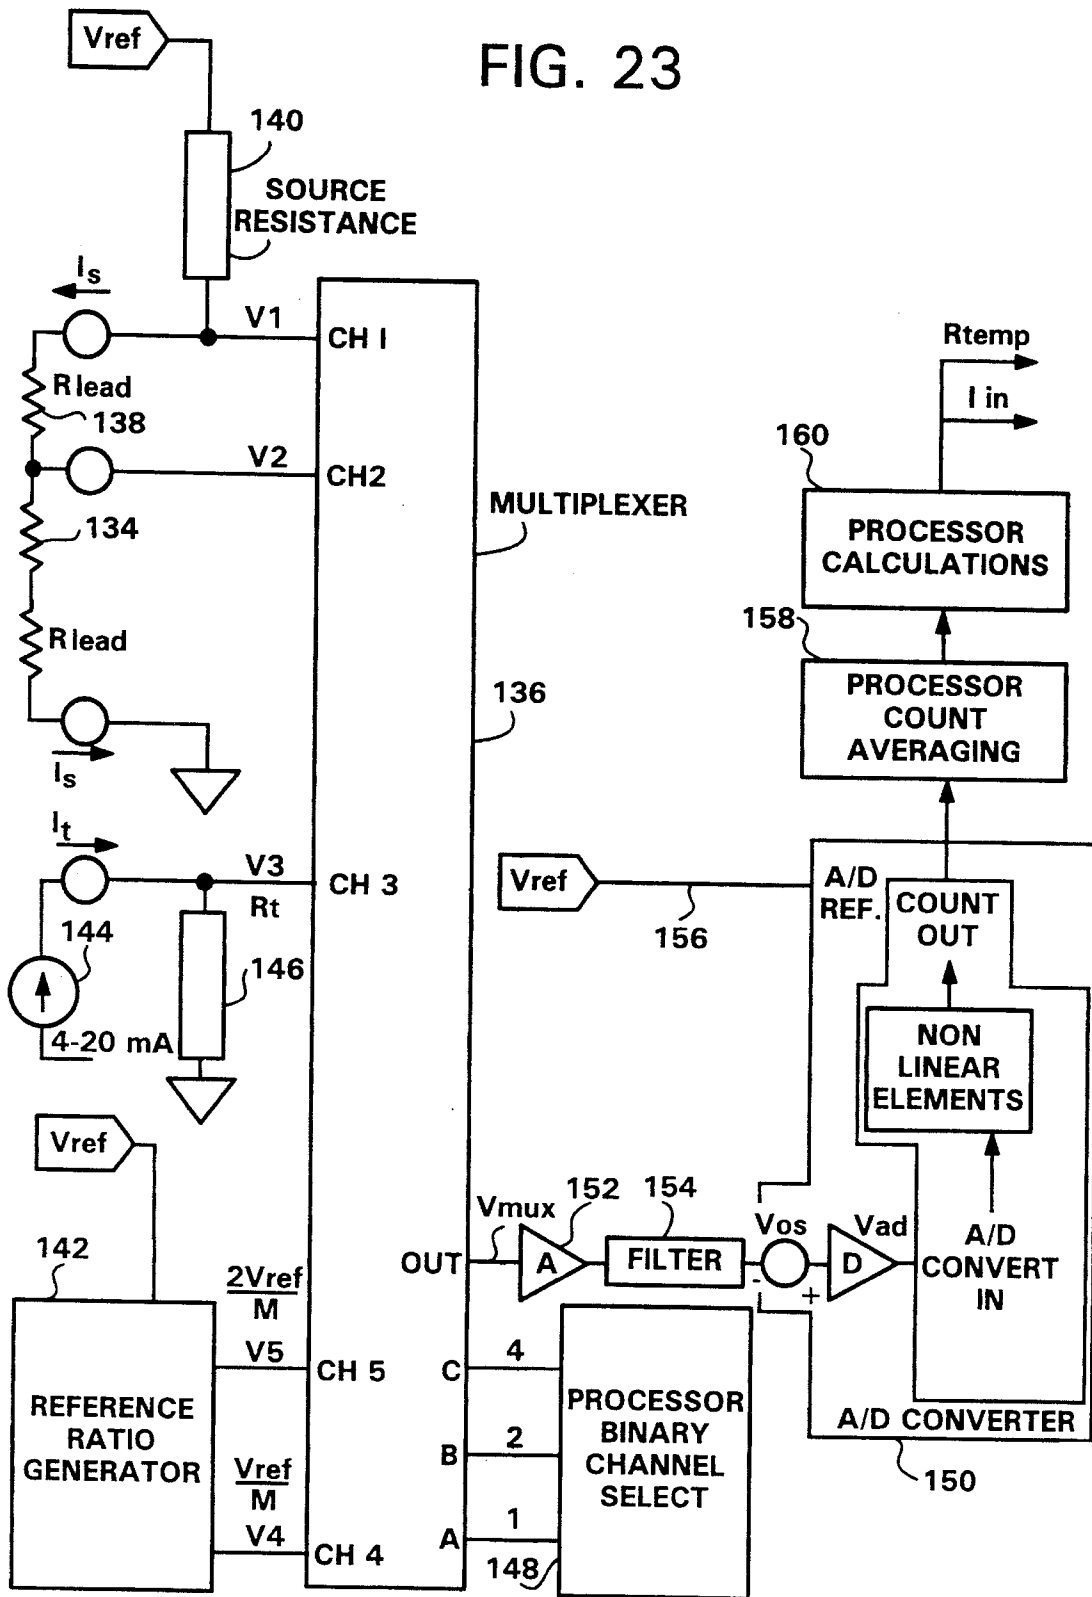 FIG. 23
Vref
140
SOURCE
RESISTANCE
Is
V1
CH 1
Rlead
138
V2
CH2
134
MULTIPLEXER
Rlead
136
Is
It
V3
CH 3
Rt
144
146
4-20 mA
Vref
142
REFERENCE
RATIO
GENERATOR
2Vref
M
V5
CH 5
Vref
M
V4
CH 4
OUT
C
B
A
4
2
1
148
PROCESSOR
BINARY
CHANNEL
SELECT
Vmux
152
A
154
FILTER
Vos
-
+
Vad
D
A/D
CONVERT
IN
NON
LINEAR
ELEMENTS
COUNT
OUT
A/D
REF.
Vref
156
A/D CONVERTER
150
158
PROCESSOR
COUNT
AVERAGING
160
PROCESSOR
CALCULATIONS
Rtemp
I in